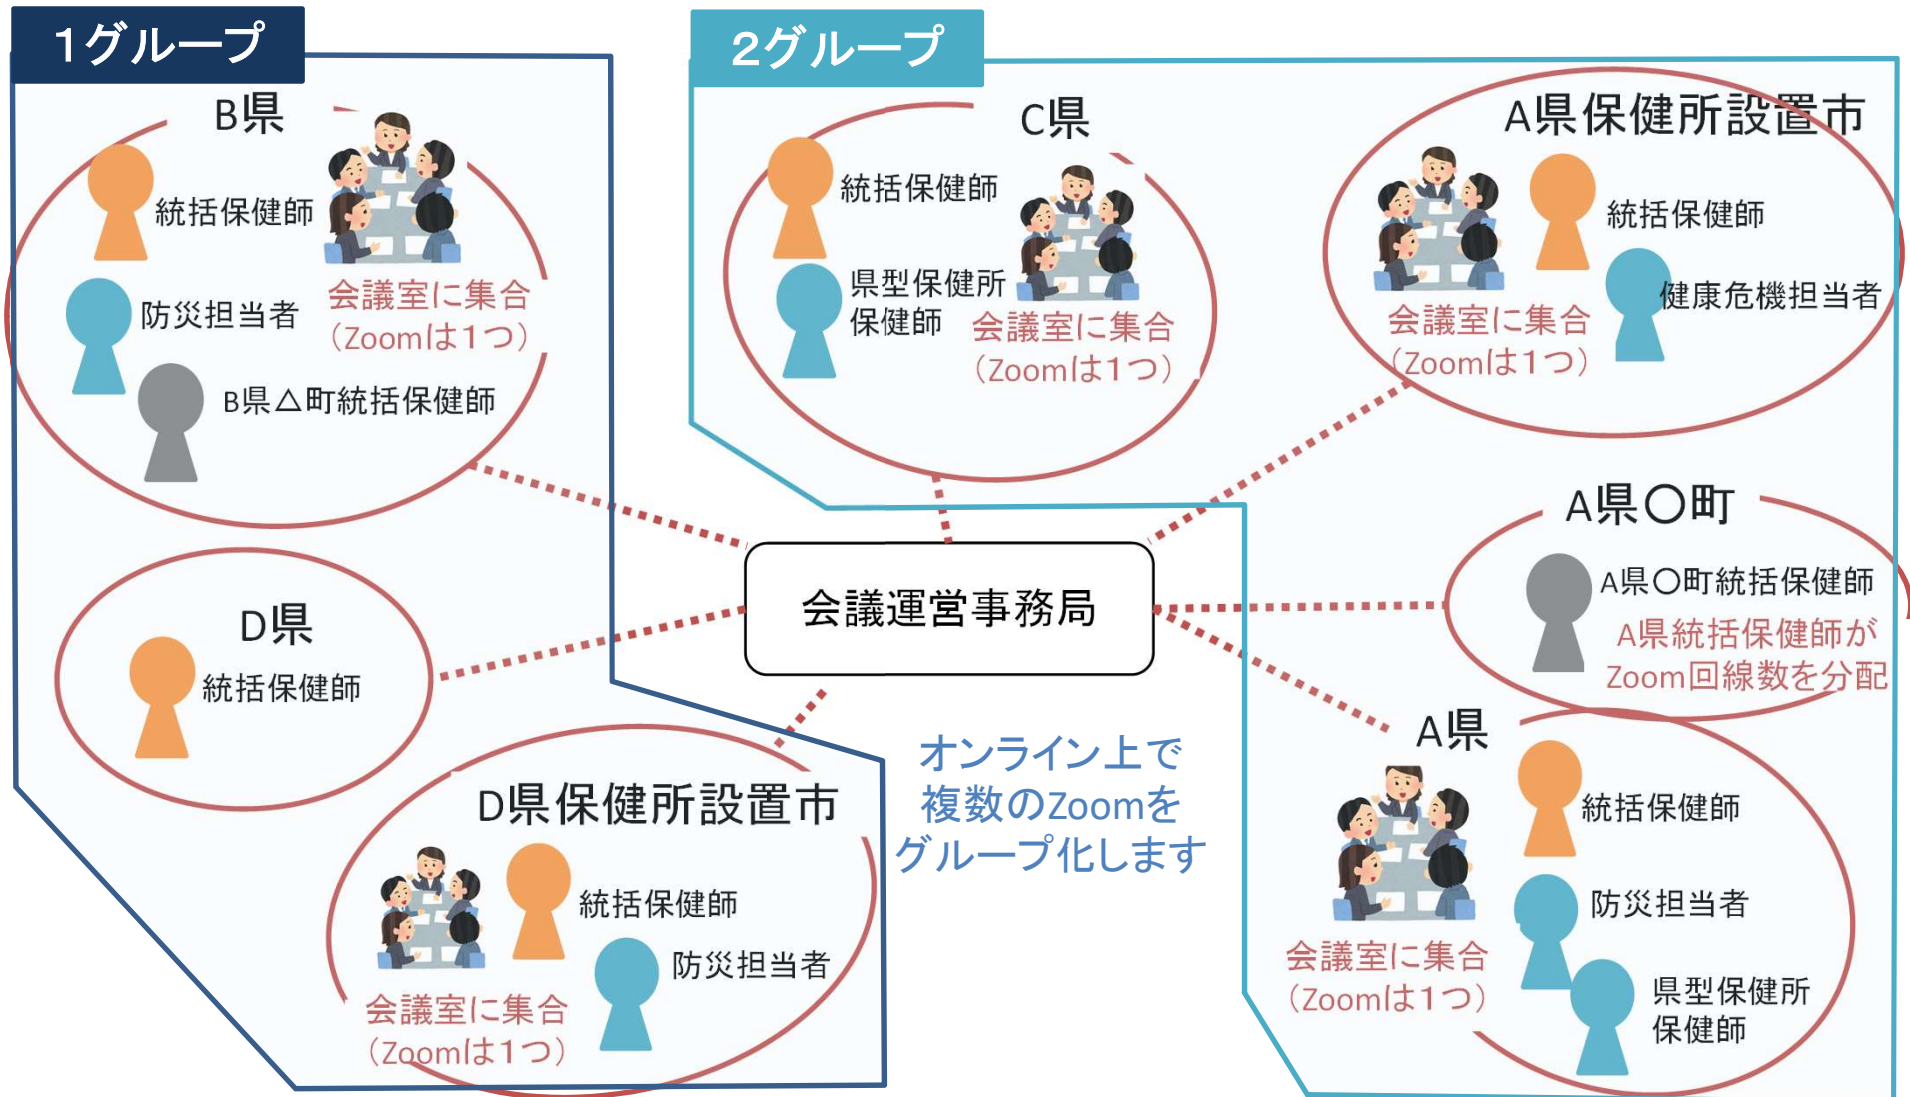 1グループ
B県
統括保健師
防災担当者
会議室に集合
(Zoomは1つ)
B県△町統括保健師
D県
統括保健師
D県保健所設置市
統括保健師
防災担当者
会議室に集合
(Zoomは1つ)
会議運営事務局
オンライン上で
複数のZoomを
グループ化します
2グループ
C県
統括保健師
県型保健所
保健師
会議室に集合
(Zoomは1つ)
A県保健所設置市
統括保健師
健康危機担当者
会議室に集合
(Zoomは1つ)
A県〇町
A県〇町統括保健師
A県統括保健師が
Zoom回線数を分配
A県
統括保健師
防災担当者
県型保健所
保健師
会議室に集合
(Zoomは1つ)